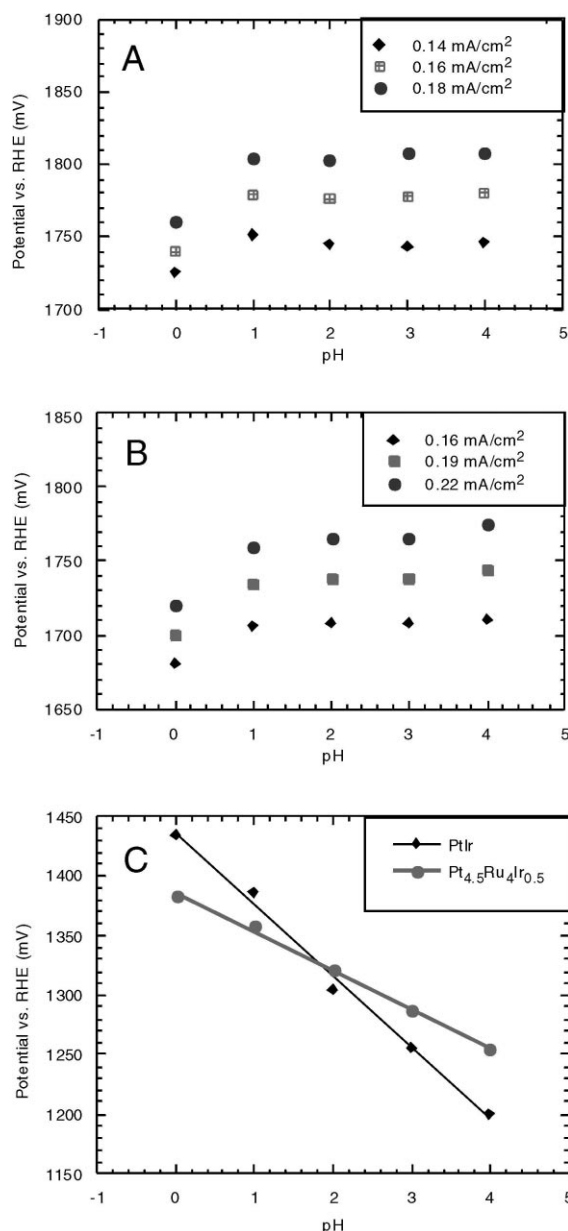 A
0.14 mA/cm²
0.16 mA/cm²
0.18 mA/cm²
Potential vs. RHE (mV)
1900
1850
1800
1750
1700
-1 0 1 2 3 4 5
pH
B
0.16 mA/cm²
0.19 mA/cm²
0.22 mA/cm²
Potential vs. RHE (mV)
1850
1800
1750
1700
1650
-1 0 1 2 3 4 5
pH
C
PtIr
Pt₄.₅Ru₄Ir₀.₅
Potential vs. RHE (mV)
1450
1400
1350
1300
1250
1200
1150
-1 0 1 2 3 4 5
pH